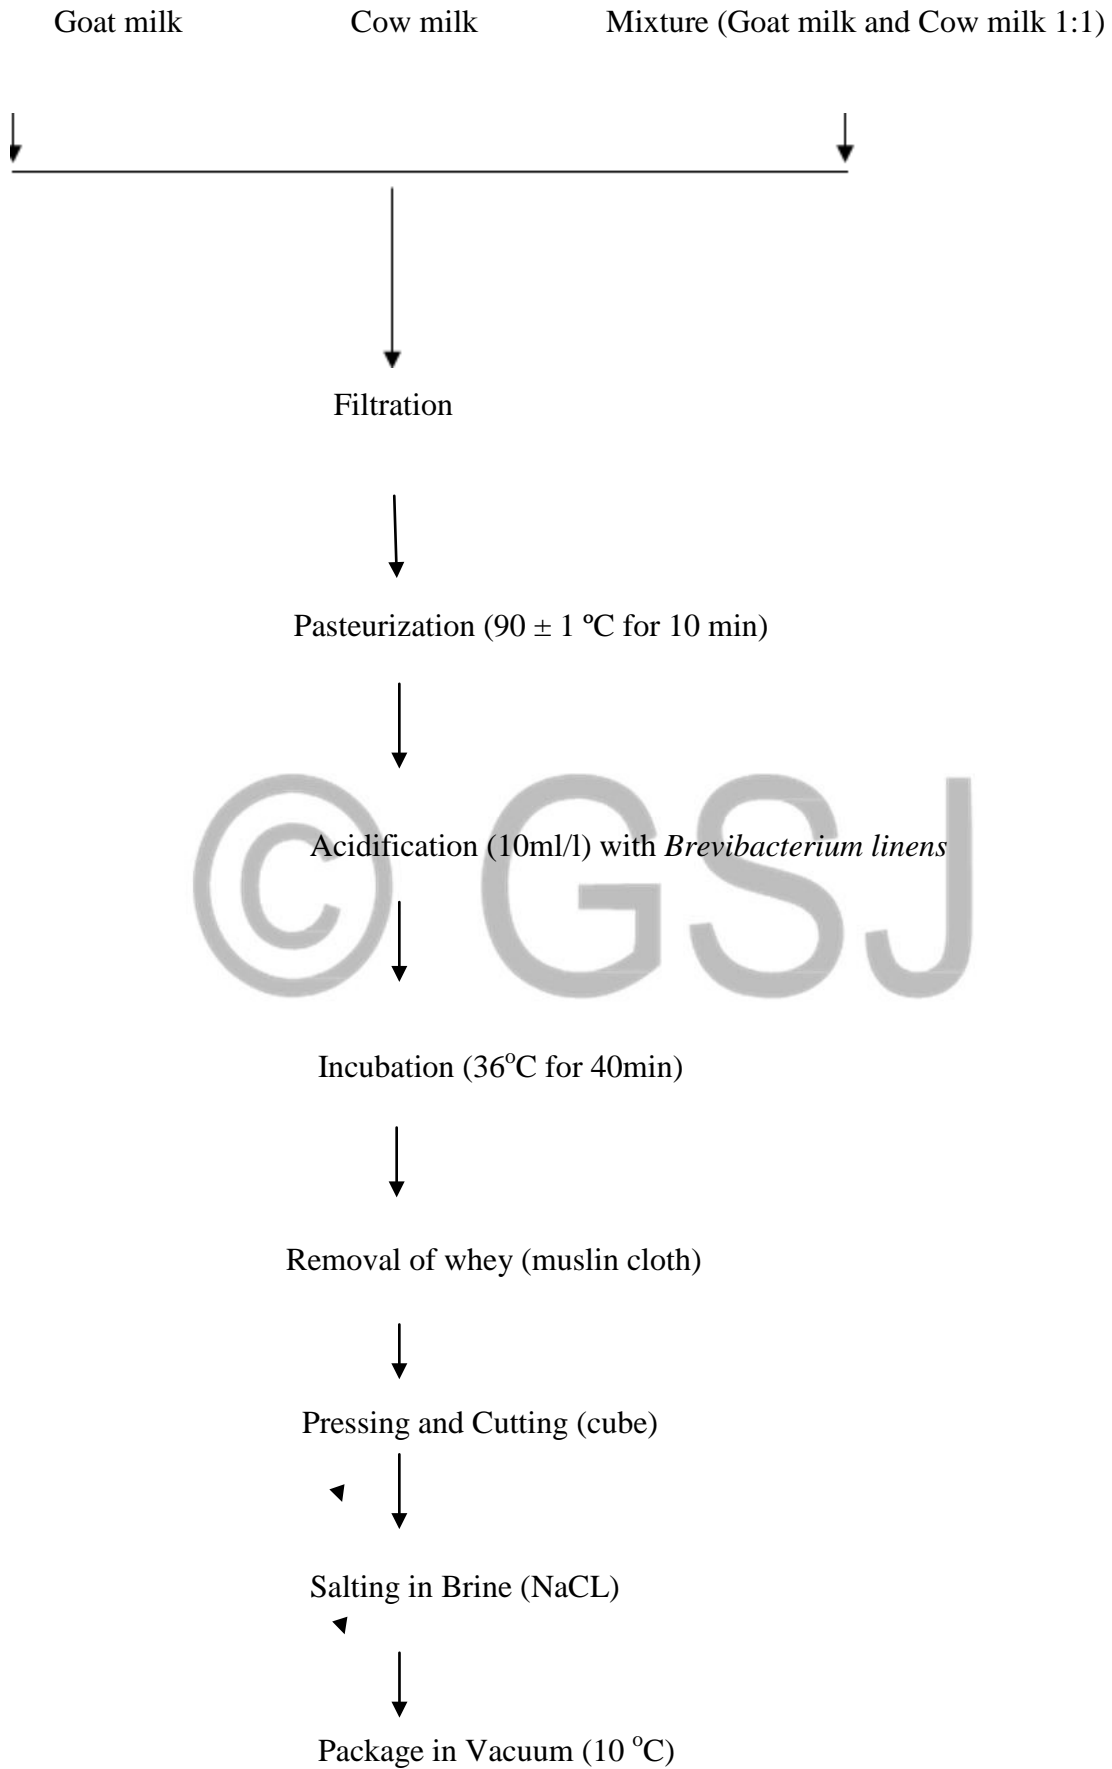 Goat milk Cow milk Mixture (Goat milk and Cow milk 1:1)
Filtration
Pasteurization (90 ± 1 ºC for 10 min)
© GSJ
Acidification (10ml/l) with Brevibacterium linens
Incubation (36°C for 40min)
Removal of whey (muslin cloth)
Pressing and Cutting (cube)
Salting in Brine (NaCL)
Package in Vacuum (10 °C)